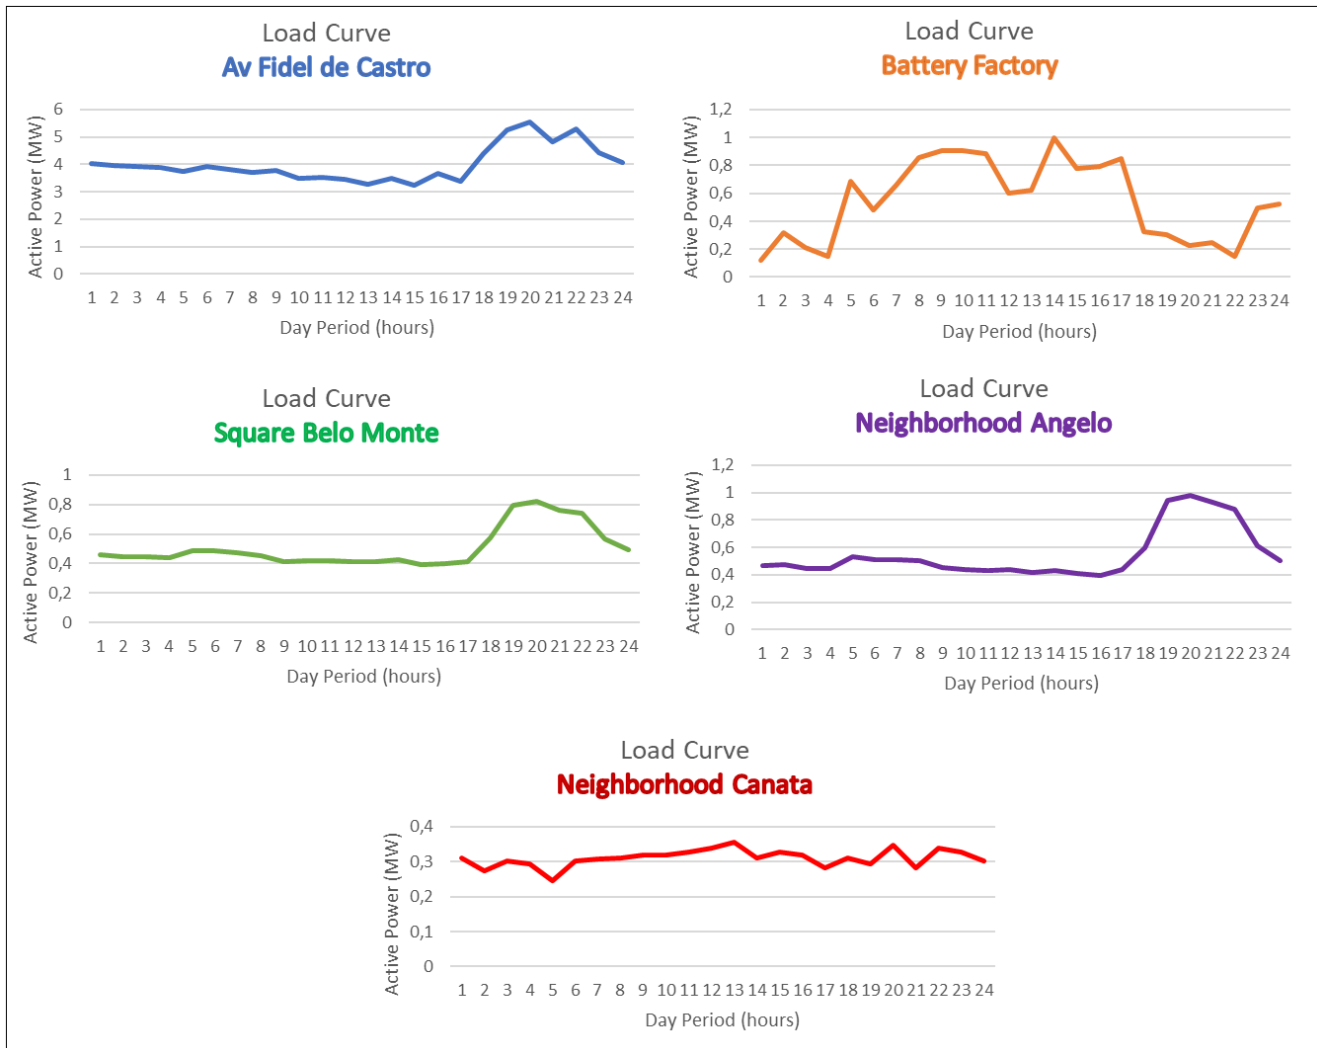 Load Curve
Av Fidel de Castro
Active Power (MW)
6
5
4
3
2
1
0
1 2 3 4 5 6 7 8 9 10 11 12 13 14 15 16 17 18 19 20 21 22 23 24
Day Period (hours)
Load Curve
Battery Factory
Active Power (MW)
1,2
1
0,8
0,6
0,4
0,2
0
1 2 3 4 5 6 7 8 9 10 11 12 13 14 15 16 17 18 19 20 21 22 23 24
Day Period (hours)
Load Curve
Square Belo Monte
Active Power (MW)
1
0,8
0,6
0,4
0,2
0
1 2 3 4 5 6 7 8 9 10 11 12 13 14 15 16 17 18 19 20 21 22 23 24
Day Period (hours)
Load Curve
Neighborhood Angelo
Active Power (MW)
1,2
1
0,8
0,6
0,4
0,2
0
1 2 3 4 5 6 7 8 9 10 11 12 13 14 15 16 17 18 19 20 21 22 23 24
Day Period (hours)
Load Curve
Neighborhood Canata
Active Power (MW)
0,4
0,3
0,2
0,1
0
1 2 3 4 5 6 7 8 9 10 11 12 13 14 15 16 17 18 19 20 21 22 23 24
Day Period (hours)